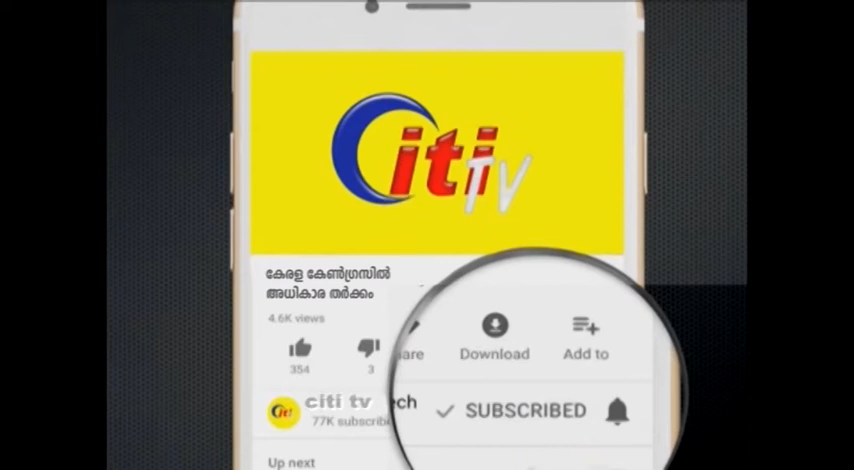 Citi
TV
കേരള കേൺഗ്രസിൽ
അധികാര തർക്കം
4.6K views
354
3
Download
Add to
citi tv
77K
SUBSCRIBED
Up next